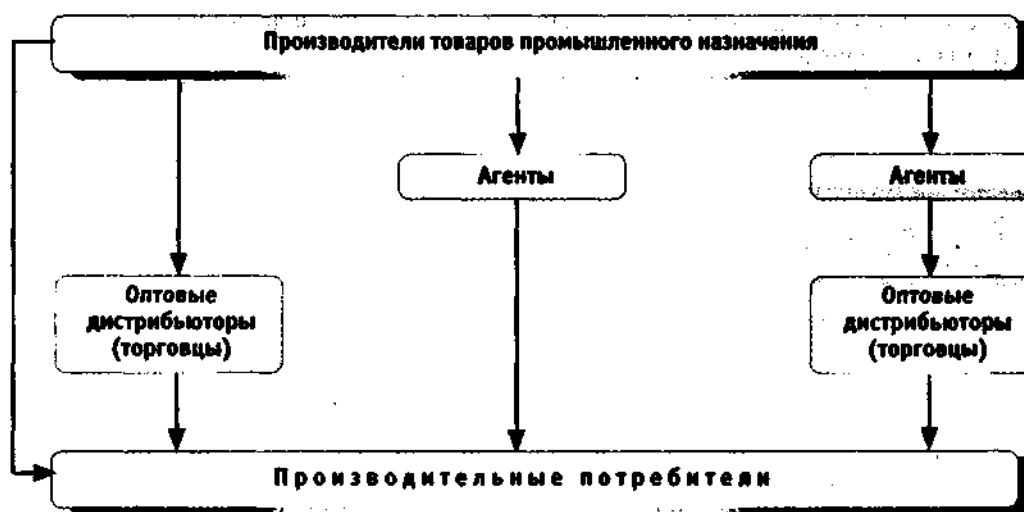 Производители товаров промышленного назначения
Агенты
Агенты
Оптовые
дистрибьюторы
(торговцы)
Оптовые
дистрибьюторы
(торговцы)
Производительные потребители